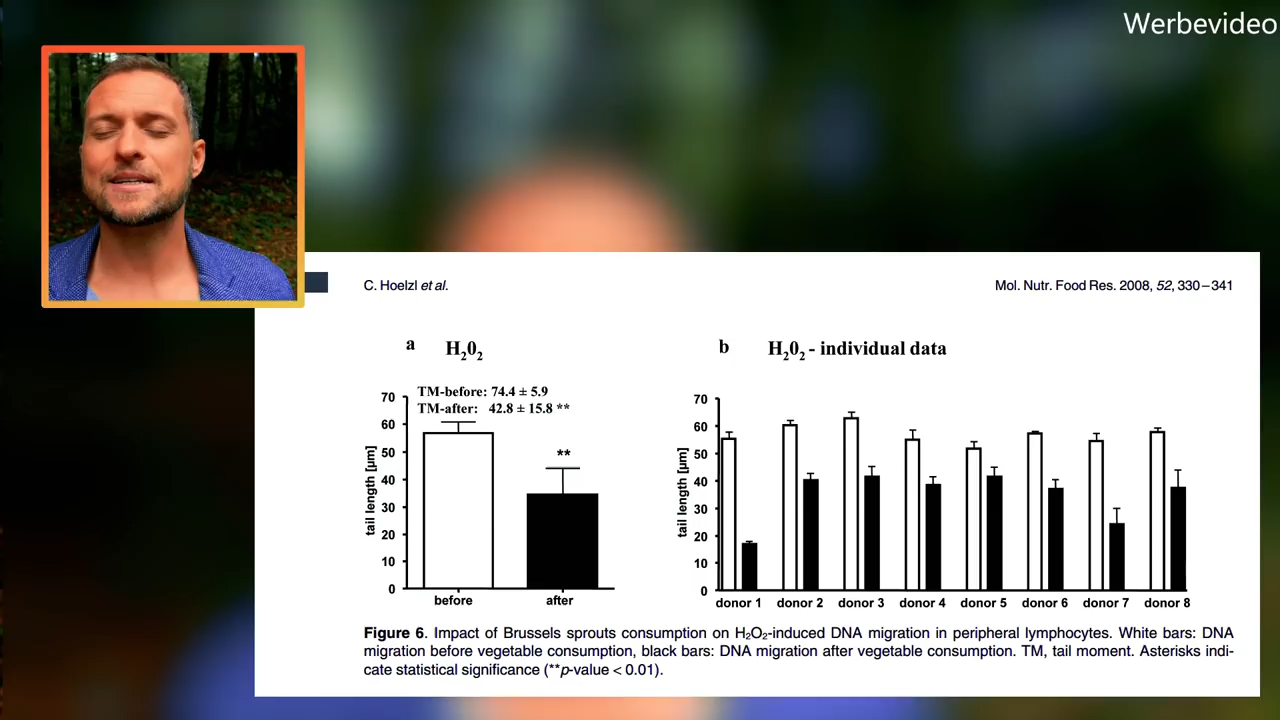 Werbevideo
C. Hoelzl et al.
Mol. Nutr. Food Res. 2008, 52, 330–341
a H₂0₂
TM-before: 74.4 ± 5.9
TM-after: 42.8 ± 15.8 **
**
tail length [µm]
70
60
50
40
30
20
10
0
before after
b H₂0₂ - individual data
tail length [µm]
70
60
50
40
30
20
10
0
donor 1 donor 2 donor 3 donor 4 donor 5 donor 6 donor 7 donor 8
Figure 6. Impact of Brussels sprouts consumption on H₂O₂-induced DNA migration in peripheral lymphocytes. White bars: DNA
migration before vegetable consumption, black bars: DNA migration after vegetable consumption. TM, tail moment. Asterisks indi-
cate statistical significance (**p-value < 0.01).